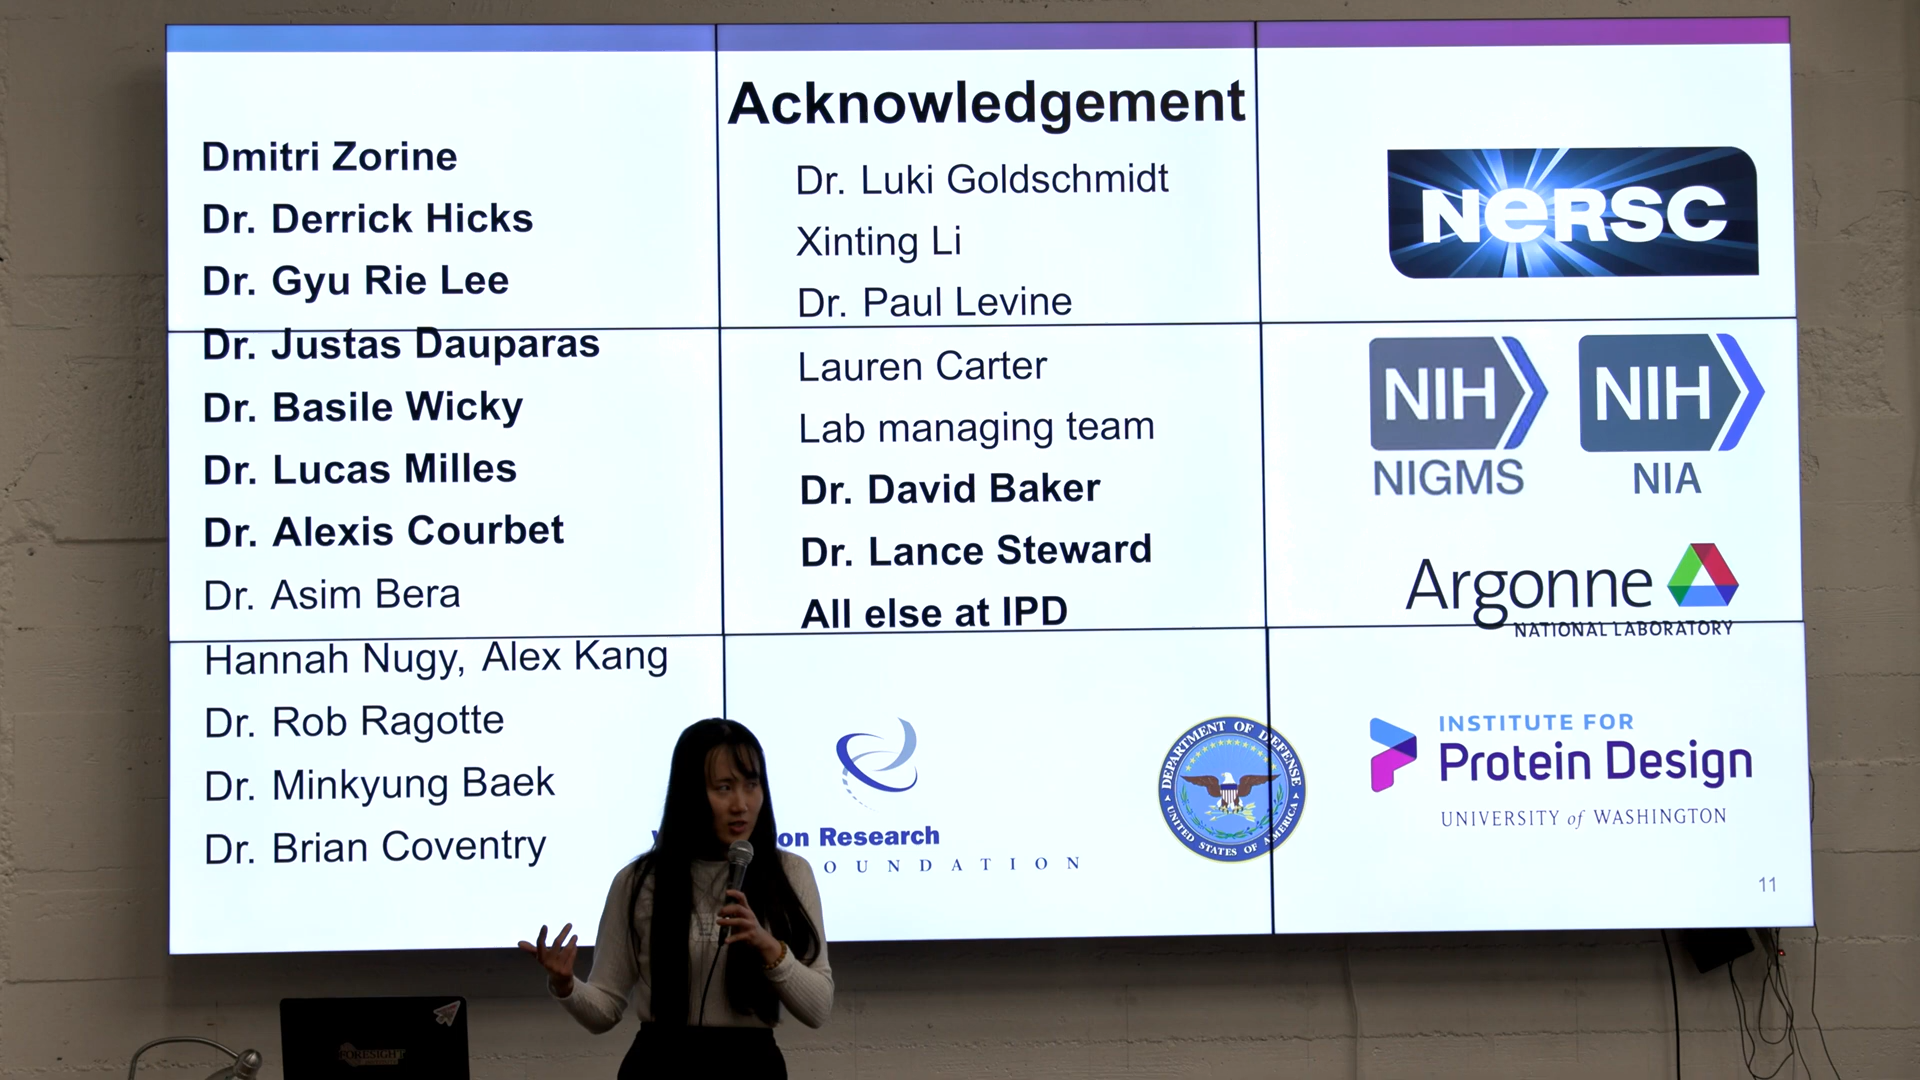 Acknowledgement
Dmitri Zorine
Dr. Derrick Hicks
Dr. Gyu Rie Lee
Dr. Justas Dauparas
Dr. Basile Wicky
Dr. Lucas Milles
Dr. Alexis Courbet
Dr. Asim Bera
Hannah Nugy, Alex Kang
Dr. Rob Ragotte
Dr. Minkyung Baek
Dr. Brian Coventry
Dr. Luki Goldschmidt
Xinting Li
Dr. Paul Levine
Lauren Carter
Lab managing team
Dr. David Baker
Dr. Lance Steward
All else at IPD
NERSC
NIH
NIGMS
NIH
NIA
Argonne
NATIONAL LABORATORY
Research
DEPARTMENT OF DEFENSE
UNITED STATES OF AMERICA
INSTITUTE FOR
Protein Design
UNIVERSITY of WASHINGTON
11
FORESIGHT